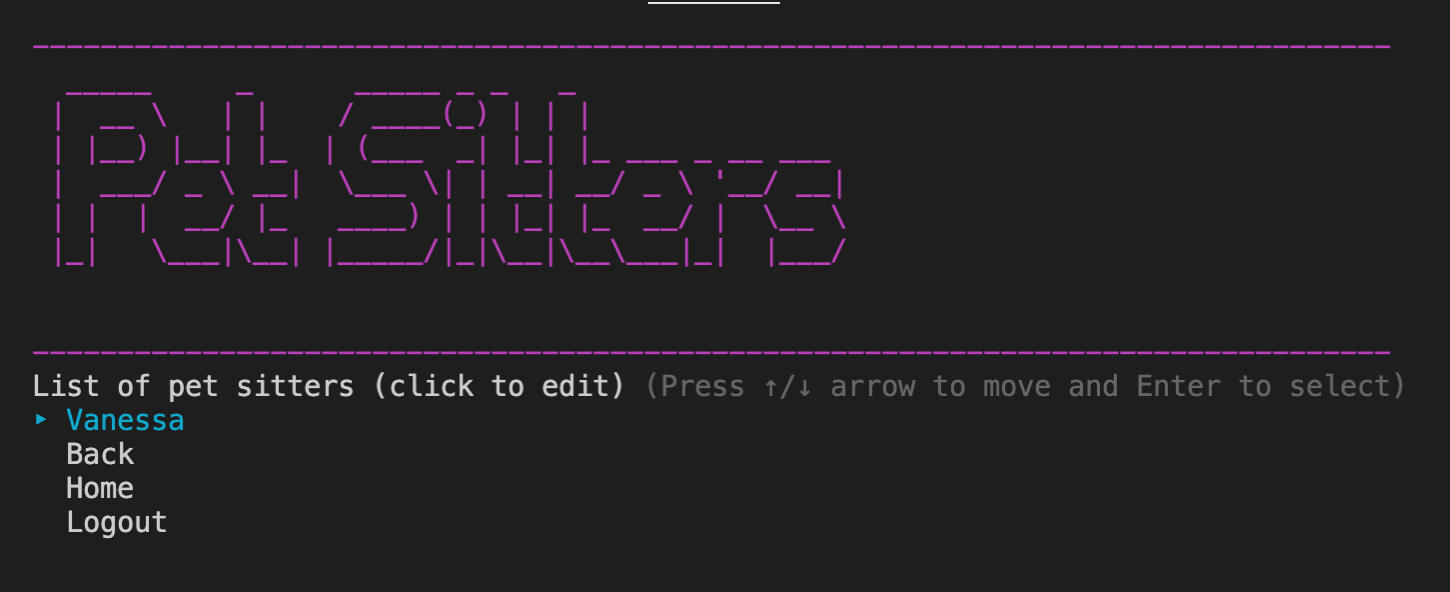 Pet Sitters
List of pet sitters (click to edit) (Press ↑/↓ arrow to move and Enter to select)
‣ Vanessa
Back
Home
Logout